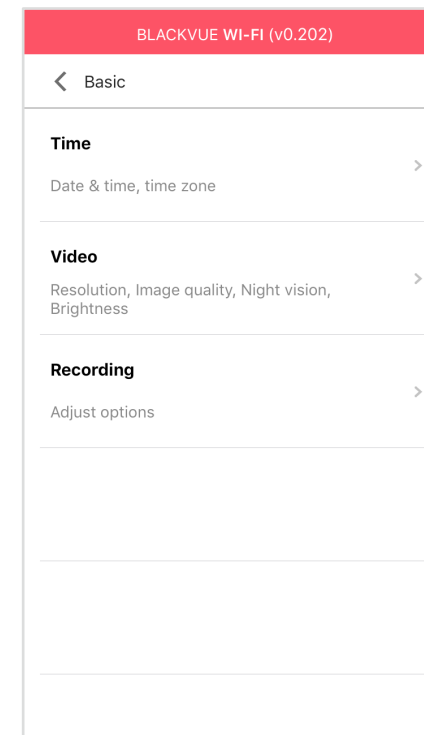 BLACKVUE WI-FI (v0.202)
Basic
Time
Date & time, time zone
Video
Resolution, Image quality, Night vision,
Brightness
Recording
Adjust options